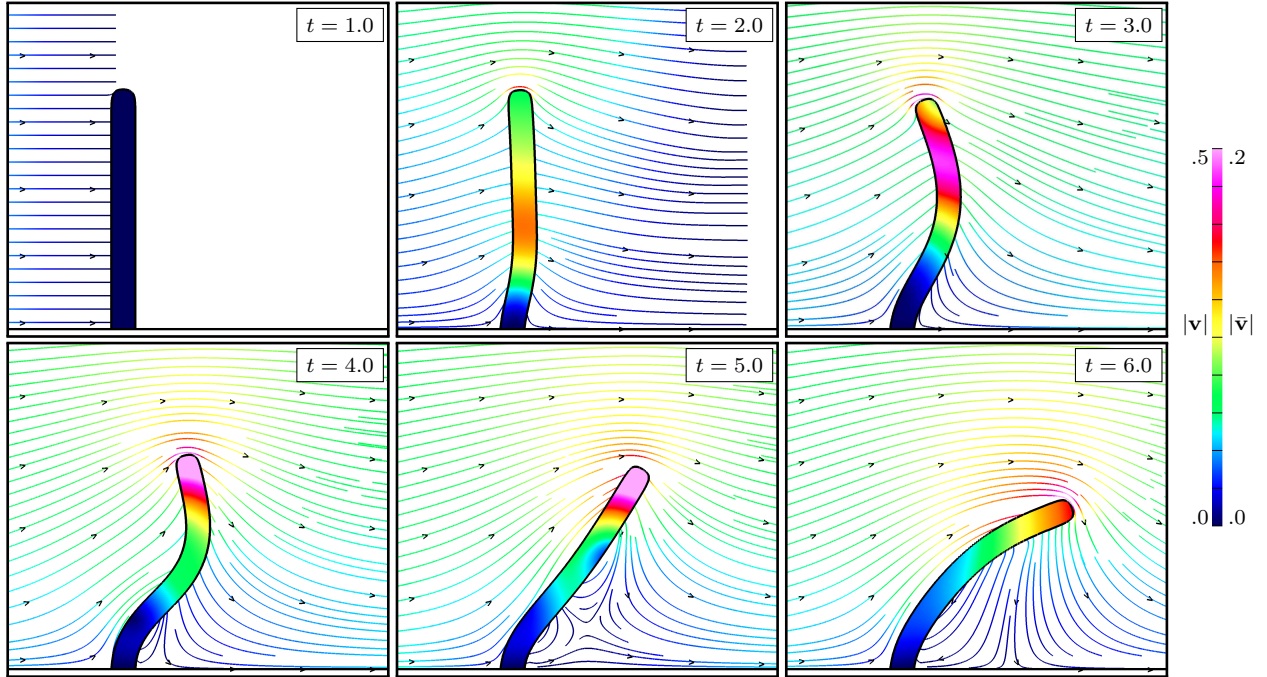 t = 1.0
t = 2.0
t = 3.0
t = 4.0
t = 5.0
t = 6.0
.5 .2
|v| |v̄|
.0 .0